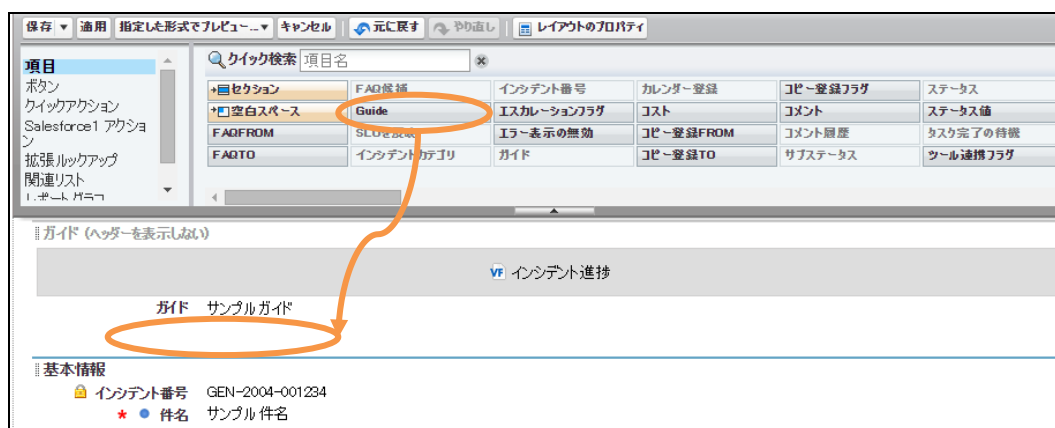 保存 ▼ 適用 指定した形式でプレビュー...▼ キャンセル 元に戻す やり直し レイアウトのプロパティ
項目
ボタン
クイックアクション
Salesforce1 アクショ
ン
拡張ルックアップ
関連リスト
レポートグラフ
クイック検索 項目名
セクション FAQ候補 インシデント番号 カレンダー登録 コピー登録フラグ ステータス
空白スペース Guide エスカレーションフラグ コスト コメント ステータス値
FAQFROM エラー表示の無効 コピー登録FROM コメント履歴 タスク完了の待機
FAQTO インシデントカテゴリ ガイド コピー登録TO サブステータス ツール連携フラグ
ガイド (ヘッダーを表示しない)
VF インシデント進捗
ガイド サンプル ガイド
基本情報
インシデント番号 GEN-2004-001234
* 件名 サンプル 件名